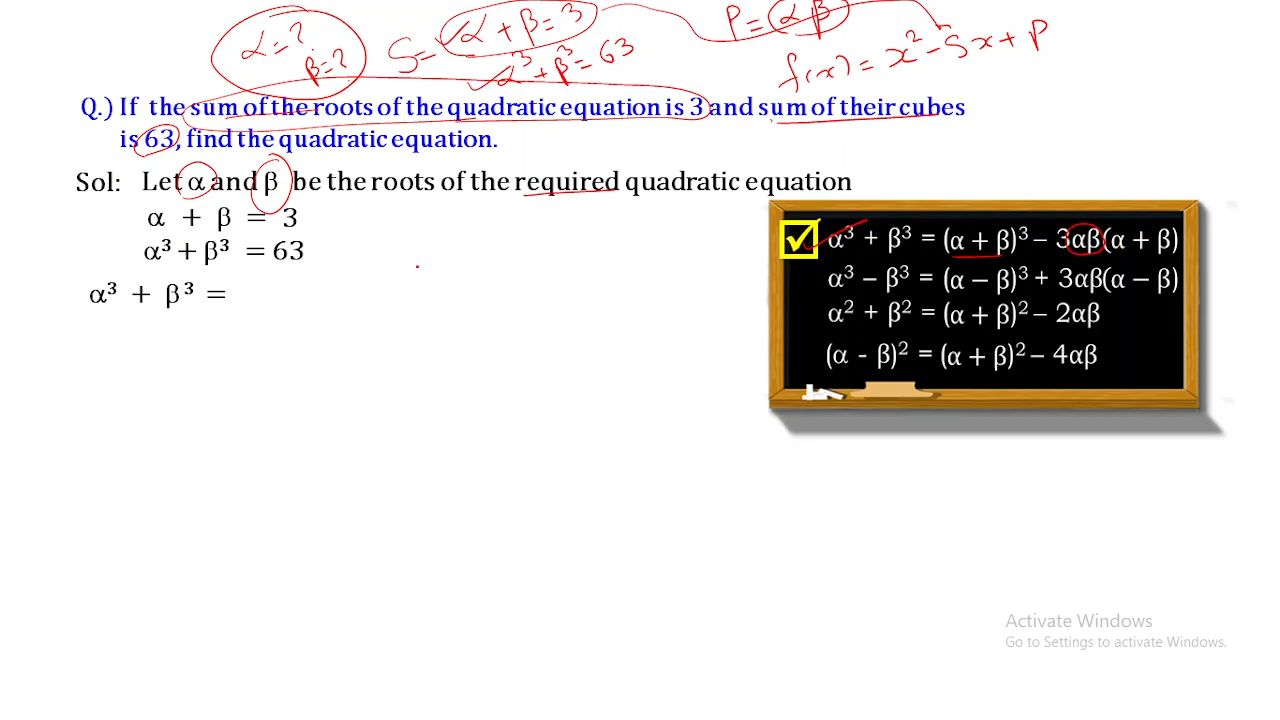 α = ?
β = ?
S = α + β = 3
α³ + β³ = 63
P = αβ
f(x) = x² - Sx + P
Q.) If the sum of the roots of the quadratic equation is 3 and sum of their cubes
is 63, find the quadratic equation.
Sol: Let α and β be the roots of the required quadratic equation
α + β = 3
α³ + β³ = 63
α³ + β³ =
α³ + β³ = (α + β)³ − 3αβ(α + β)
α³ − β³ = (α − β)³ + 3αβ(α − β)
α² + β² = (α + β)² − 2αβ
(α - β)² = (α + β)² − 4αβ
Activate Windows
Go to Settings to activate Windows.